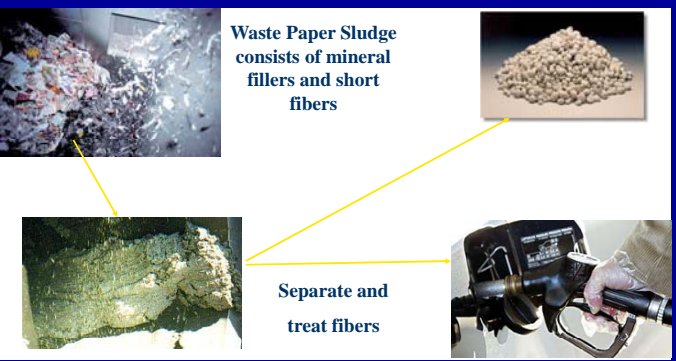 Waste Paper Sludge
consists of mineral
fillers and short
fibers
Separate and
treat fibers